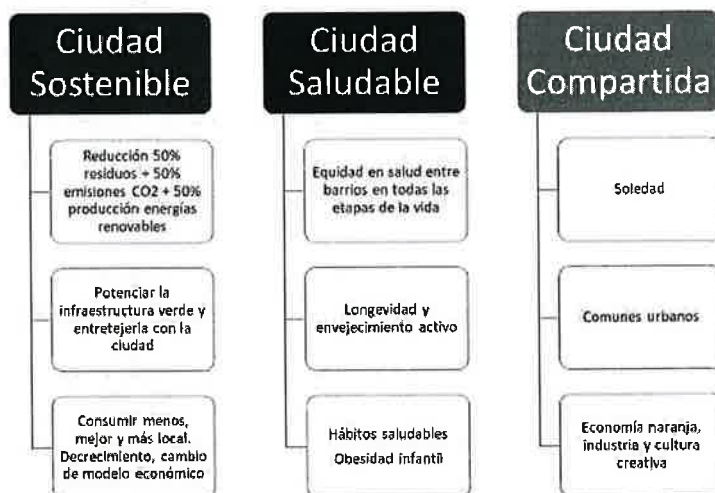 Ciudad
Sostenible
Reducción 50%
residuos + 50%
emisiones CO2 + 50%
producción energías
renovables
Potenciar la
infraestructura verde y
entretejerla con la
ciudad
Consumir menos,
mejor y más local.
Decrecimiento, cambio
de modelo económico
Ciudad
Saludable
Equidad en salud entre
barrios en todas las
etapas de la vida
Longevidad y
envejecimiento activo
Hábitos saludables
Obesidad infantil
Ciudad
Compartida
Soledad
Comunes urbanos
Economía naranja,
industria y cultura
creativa